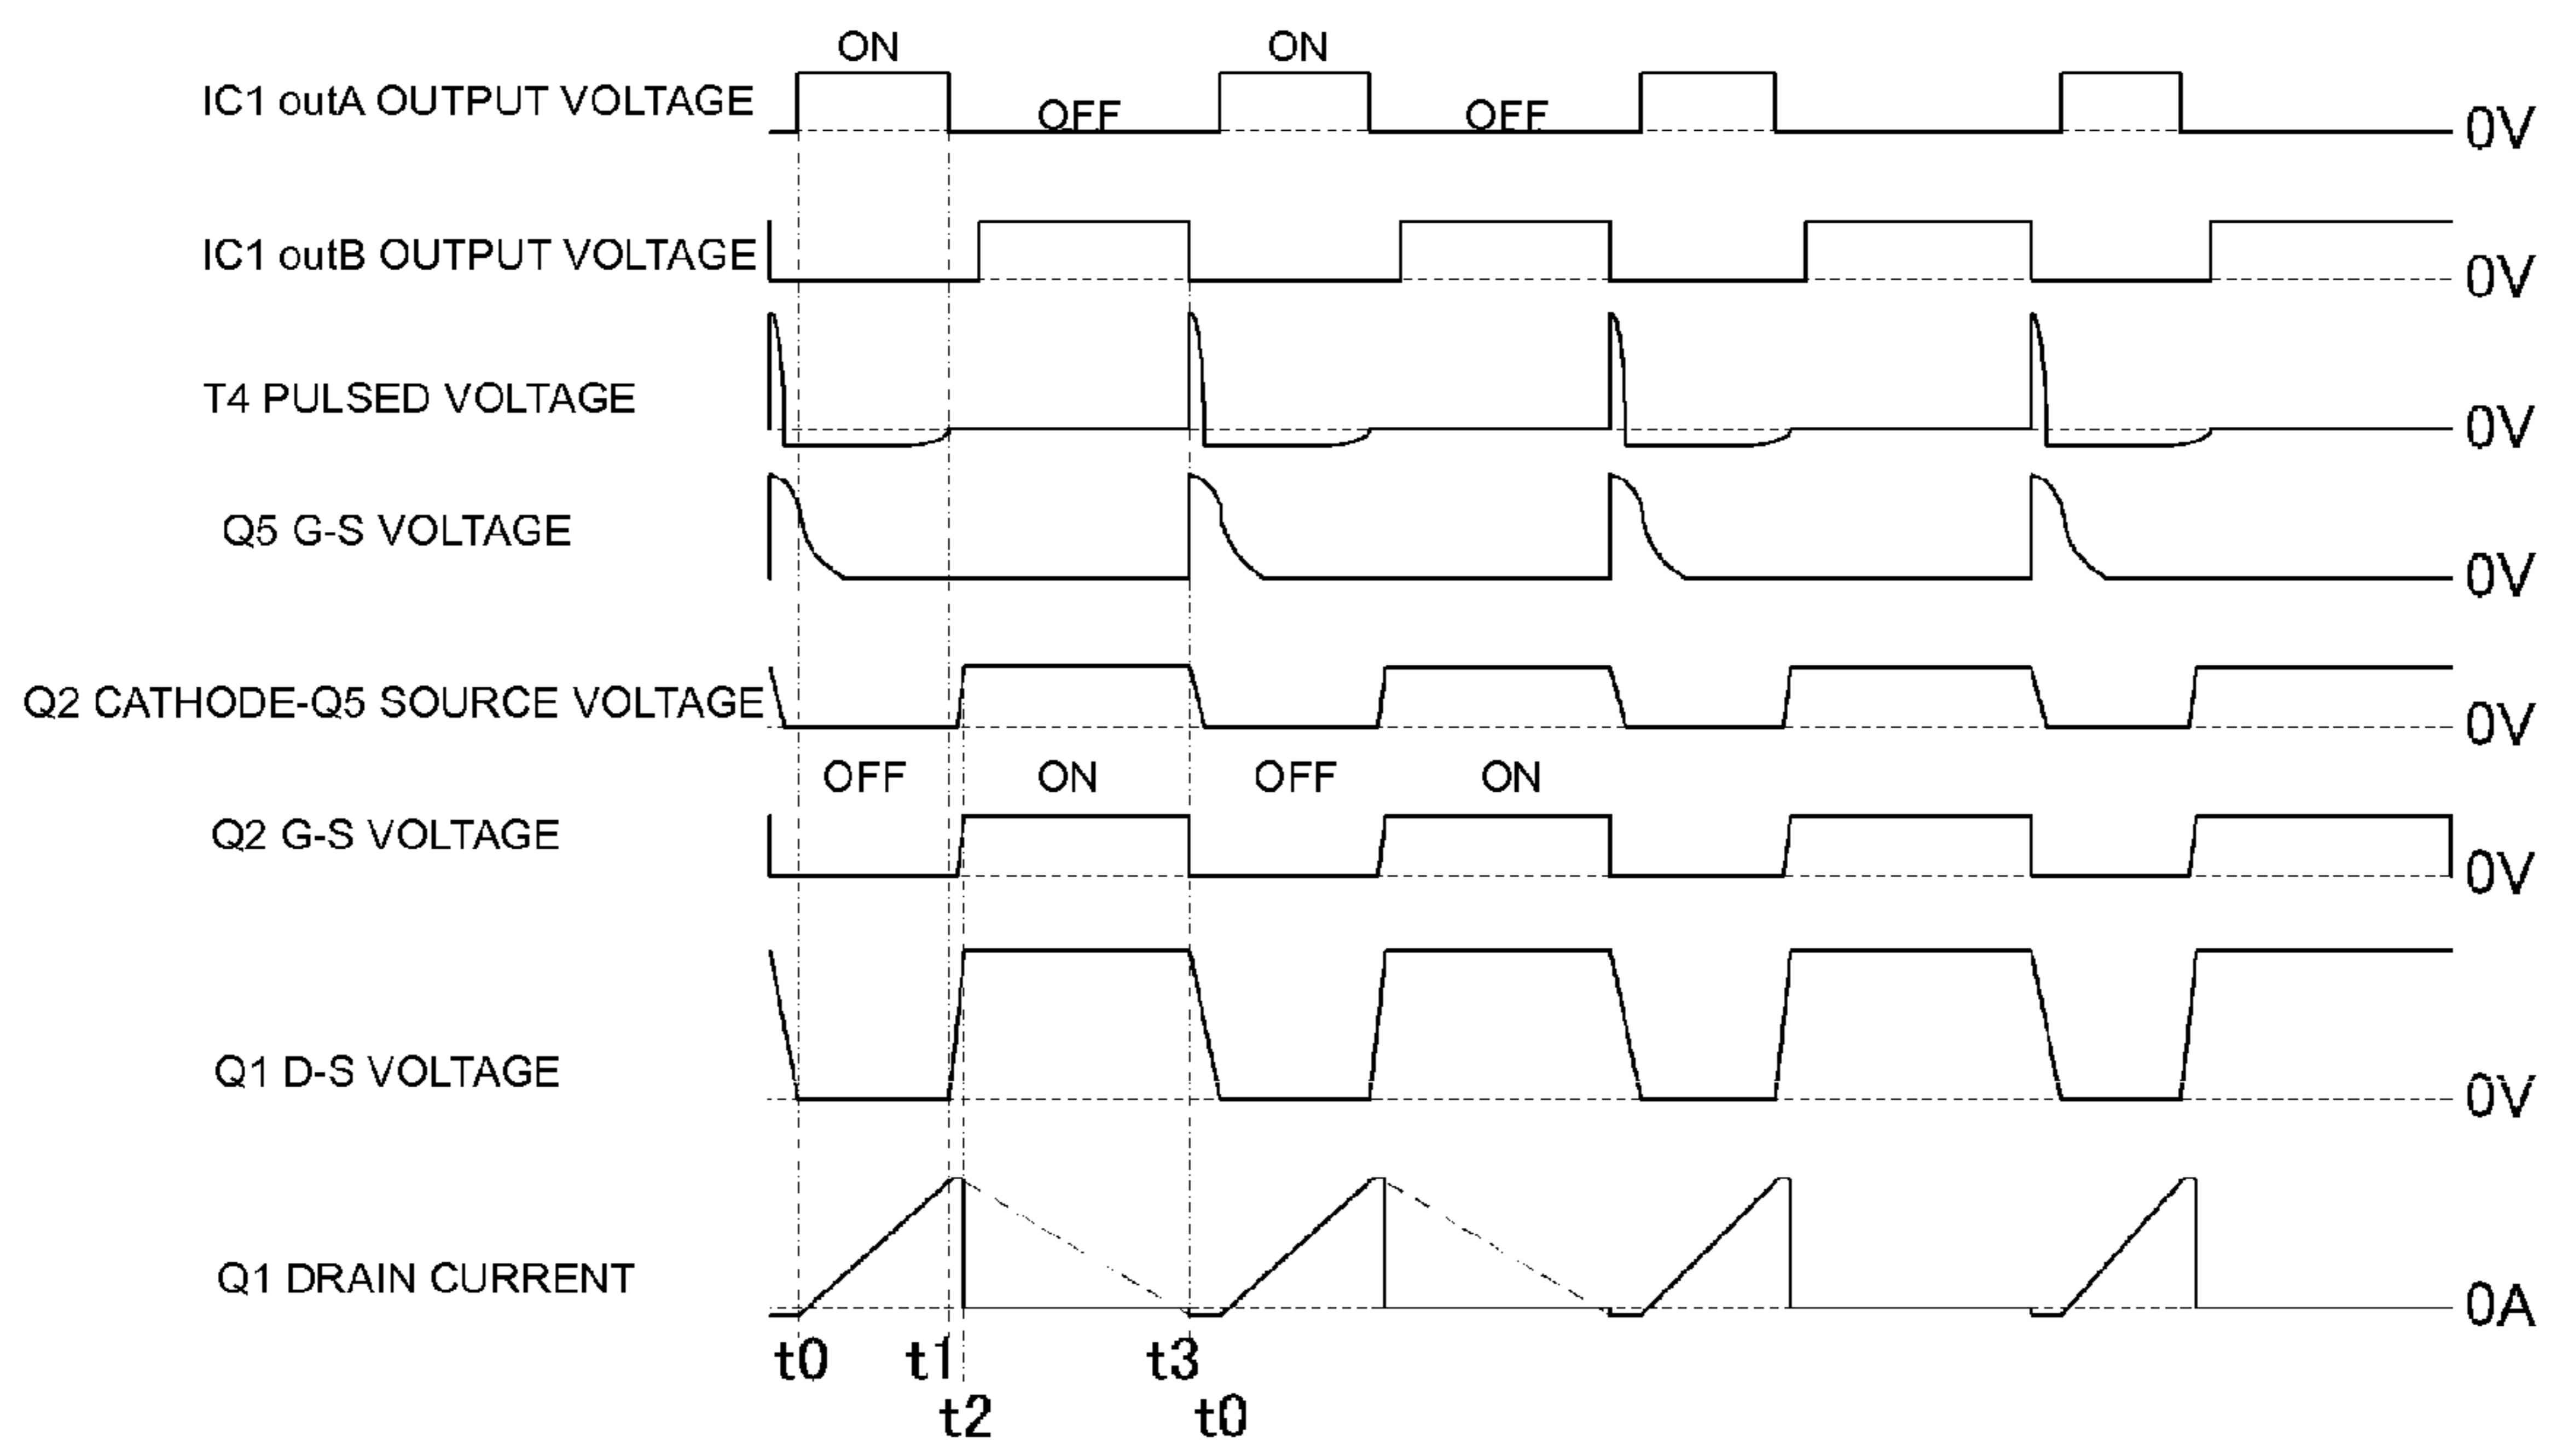 ON ON
IC1 outA OUTPUT VOLTAGE OFF OFF 0V
IC1 outB OUTPUT VOLTAGE 0V
T4 PULSED VOLTAGE 0V
Q5 G-S VOLTAGE 0V
Q2 CATHODE-Q5 SOURCE VOLTAGE 0V
OFF ON OFF ON
Q2 G-S VOLTAGE 0V
Q1 D-S VOLTAGE 0V
Q1 DRAIN CURRENT 0A
t0 t1 t3
t2 t0